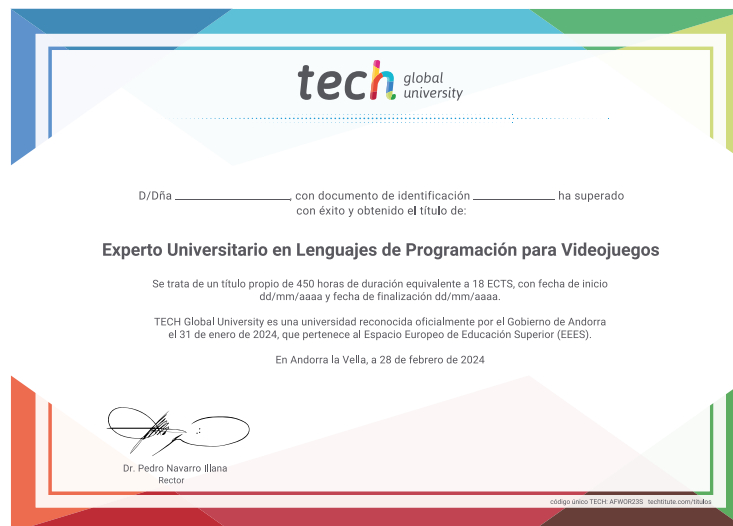 tech global
university
D/Dña ____________________, con documento de identificación ______________ ha superado
con éxito y obtenido el título de:
Experto Universitario en Lenguajes de Programación para Videojuegos
Se trata de un título propio de 450 horas de duración equivalente a 18 ECTS, con fecha de inicio
dd/mm/aaaa y fecha de finalización dd/mm/aaaa.
TECH Global University es una universidad reconocida oficialmente por el Gobierno de Andorra
el 31 de enero de 2024, que pertenece al Espacio Europeo de Educación Superior (EEES).
En Andorra la Vella, a 28 de febrero de 2024
Dr. Pedro Navarro Illana
Rector
código único TECH: AFWOR23S techtitute.com/titulos